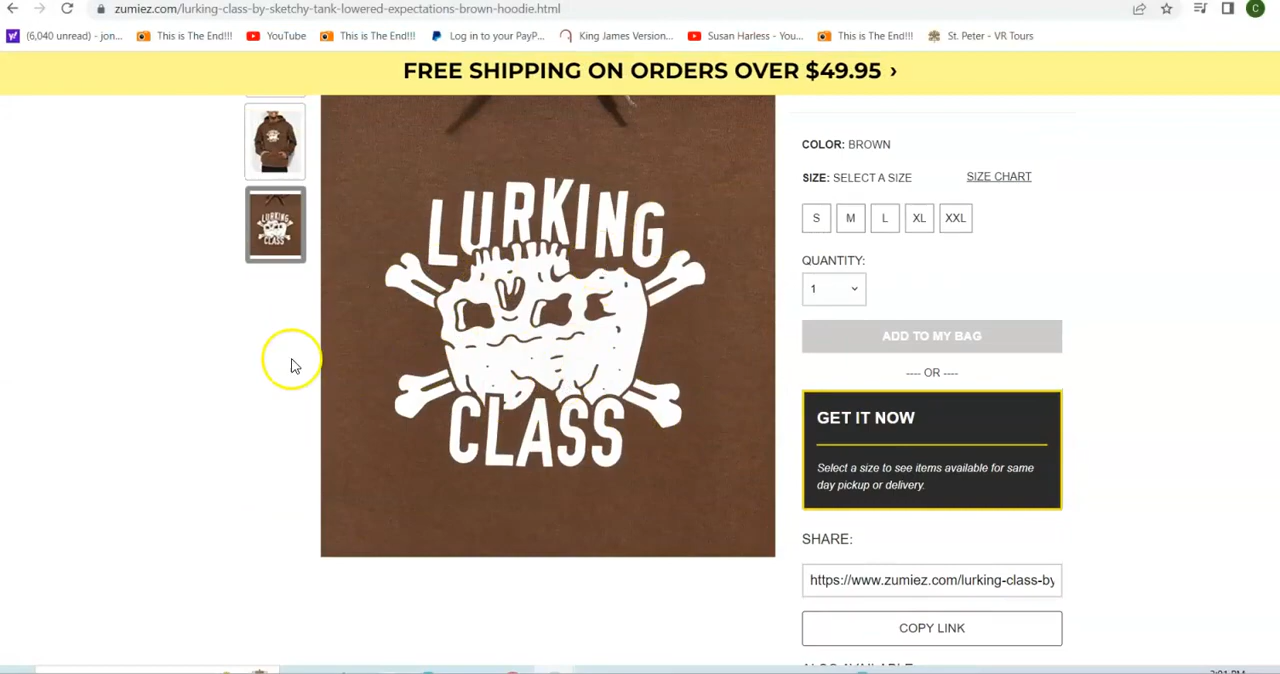 zumiez.com/lurking-class-by-sketchy-tank-lowered-expectations-brown-hoodie.html
C
(6,040 unread) - jon...
This is The End!!!
YouTube
This is The End!!!
Log in to your PayP...
King James Version...
Susan Harless - You...
This is The End!!!
St. Peter - VR Tours
FREE SHIPPING ON ORDERS OVER $49.95 ›
COLOR: BROWN
SIZE: SELECT A SIZE
SIZE CHART
S
M
L
XL
XXL
QUANTITY:
1
ADD TO MY BAG
---- OR ----
GET IT NOW
Select a size to see items available for same
day pickup or delivery.
SHARE:
https://www.zumiez.com/lurking-class-by
COPY LINK
LURKING
CLASS
LURKING
CLASS